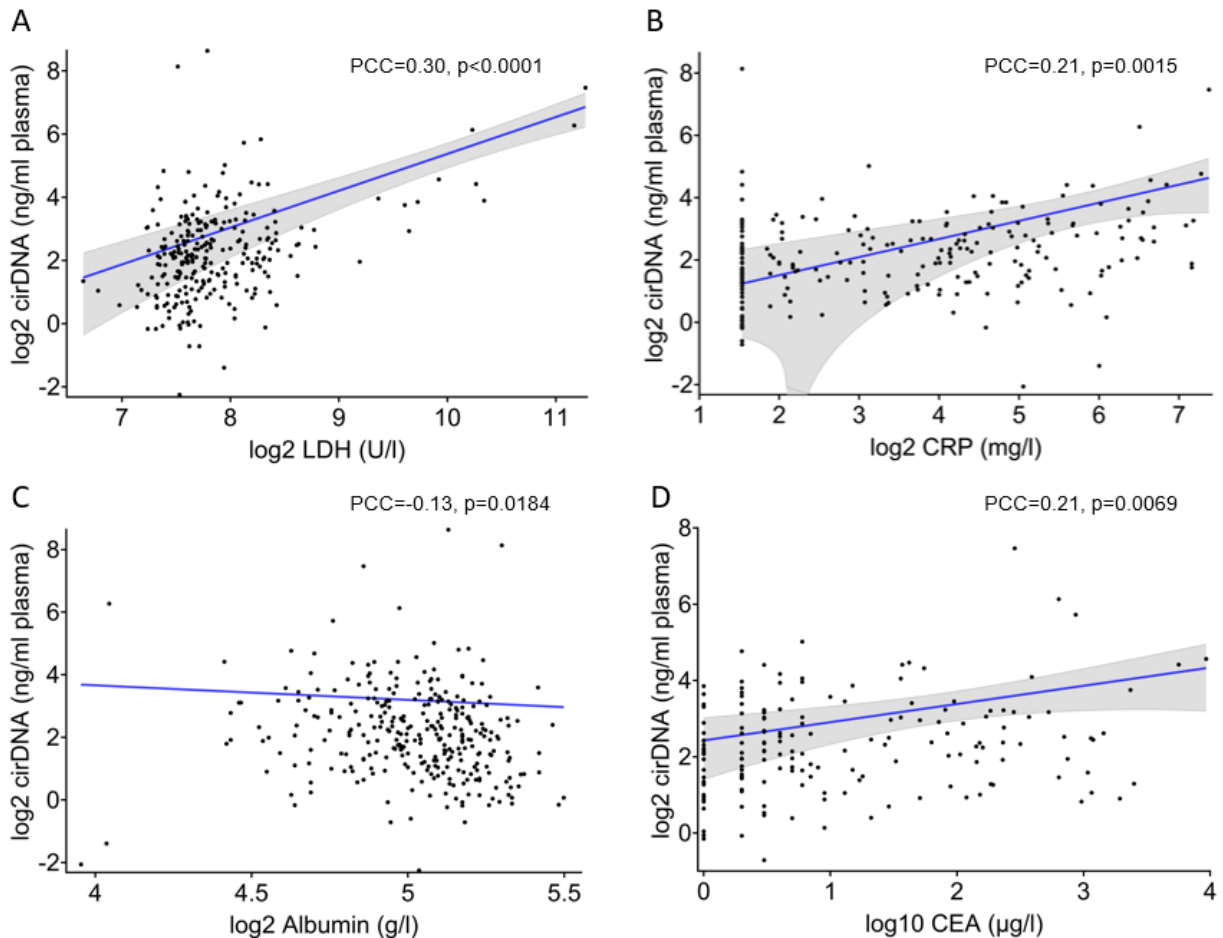 A
PCC=0.30, p<0.0001
log2 cirDNA (ng/ml plasma)
8
6
4
2
0
-2
7 8 9 10 11
log2 LDH (U/l)
B
PCC=0.21, p=0.0015
log2 cirDNA (ng/ml plasma)
8
6
4
2
0
-2
1 2 3 4 5 6 7
log2 CRP (mg/l)
C
PCC=-0.13, p=0.0184
log2 cirDNA (ng/ml plasma)
8
6
4
2
0
-2
4 4.5 5 5.5
log2 Albumin (g/l)
D
PCC=0.21, p=0.0069
log2 cirDNA (ng/ml plasma)
8
6
4
2
0
0 1 2 3 4
log10 CEA (μg/l)